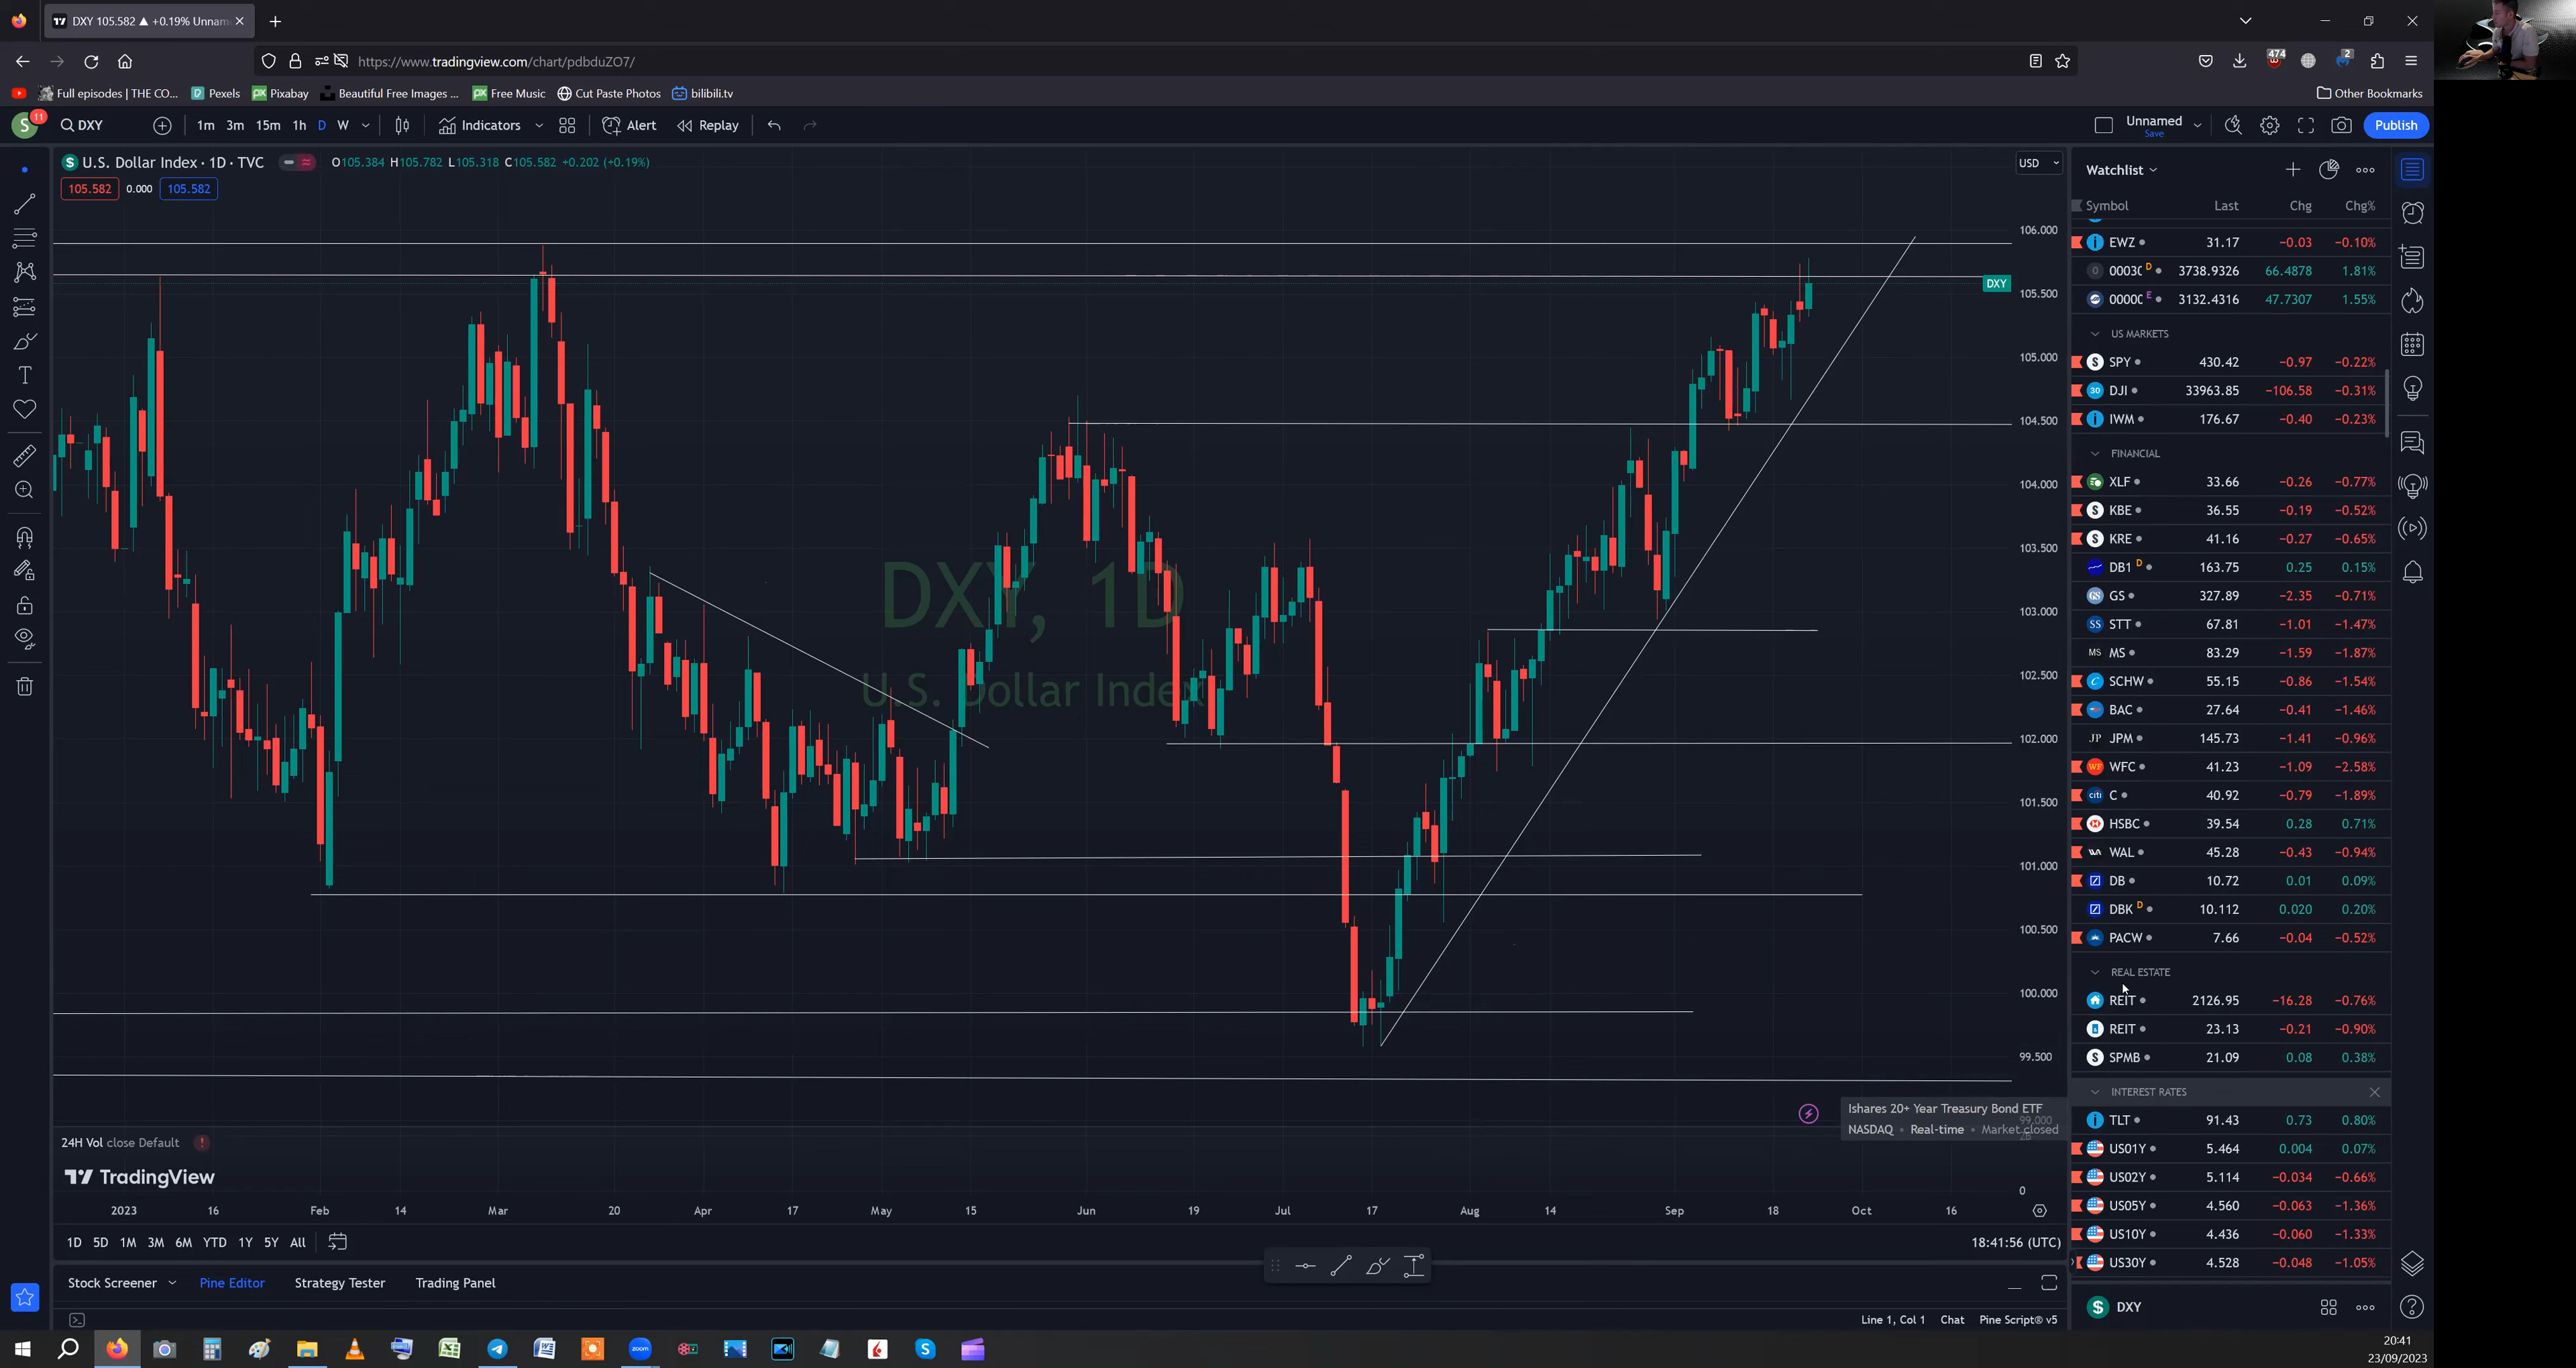 DXY 105.582 ▲ +0.19% Unnam
https://www.tradingview.com/chart/pdbduZO7/
474
2
Full episodes | THE CO...
Pexels
Pixabay
Beautiful Free Images ...
Free Music
Cut Paste Photos
bilibili.tv
Other Bookmarks
S
11
DXY
1m 3m 15m 1h D W
Indicators
Alert
Replay
Unnamed
Save
Publish
U.S. Dollar Index · 1D · TVC
O105.384 H105.782 L105.318 C105.582 +0.202 (+0.19%)
105.582 0.000 105.582
USD
106.000
DXY
105.500
105.000
104.500
104.000
103.500
103.000
102.500
102.000
101.500
101.000
100.500
100.000
99.500
99.000
0
DXY, 1D
U.S. Dollar Index
Ishares 20+ Year Treasury Bond ETF
NASDAQ • Real-time • Market closed
24H Vol close Default
TradingView
2023 16 Feb 14 Mar 20 Apr 17 May 15 Jun 19 Jul 17 Aug 14 Sep 18 Oct 16
1D 5D 1M 3M 6M YTD 1Y 5Y All
18:41:56 (UTC)
Stock Screener
Pine Editor
Strategy Tester
Trading Panel
Line 1, Col 1 Chat Pine Script® v5
Watchlist
Symbol Last Chg Chg%
EWZ 31.17 −0.03 −0.10%
0003 D 3738.9326 66.4878 1.81%
0000 E 3132.4316 47.7307 1.55%
US MARKETS
SPY 430.42 −0.97 −0.22%
30 DJI 33963.85 −106.58 −0.31%
IWM 176.67 −0.40 −0.23%
FINANCIAL
XLF 33.66 −0.26 −0.77%
KBE 36.55 −0.19 −0.52%
KRE 41.16 −0.27 −0.65%
DB1 D 163.75 0.25 0.15%
GS 327.89 −2.35 −0.71%
STT 67.81 −1.01 −1.47%
MS MS 83.29 −1.59 −1.87%
SCHW 55.15 −0.86 −1.54%
BAC 27.64 −0.41 −1.46%
JP JPM 145.73 −1.41 −0.96%
WFC 41.23 −1.09 −2.58%
citi C 40.92 −0.79 −1.89%
HSBC 39.54 0.28 0.71%
WAL 45.28 −0.43 −0.94%
DB 10.72 0.01 0.09%
DBK D 10.112 0.020 0.20%
PACW 7.66 −0.04 −0.52%
REAL ESTATE
REIT 2126.95 −16.28 −0.76%
REIT 23.13 −0.21 −0.90%
SPMB 21.09 0.08 0.38%
INTEREST RATES
TLT 91.43 0.73 0.80%
US01Y 5.464 0.004 0.07%
US02Y 5.114 −0.034 −0.66%
US05Y 4.560 −0.063 −1.36%
US10Y 4.436 −0.060 −1.33%
US30Y 4.528 −0.048 −1.05%
DXY
zoom
20:41
23/09/2023